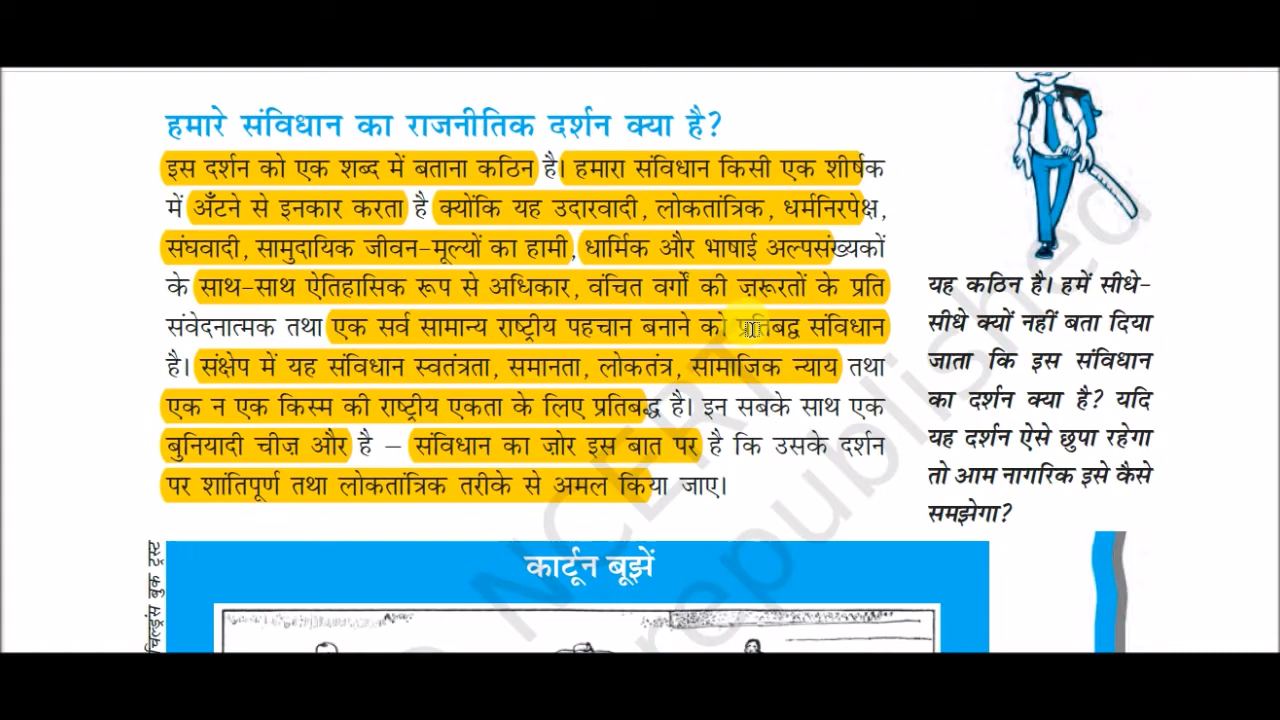 हमारे संविधान का राजनीतिक दर्शन क्या है?
इस दर्शन को एक शब्द में बताना कठिन है। हमारा संविधान किसी एक शीर्षक
में अँटने से इनकार करता है क्योंकि यह उदारवादी, लोकतांत्रिक, धर्मनिरपेक्ष,
संघवादी, सामुदायिक जीवन-मूल्यों का हामी, धार्मिक और भाषाई अल्पसंख्यकों
के साथ-साथ ऐतिहासिक रूप से अधिकार, वंचित वर्गों की जरूरतों के प्रति
संवेदनात्मक तथा एक सर्व सामान्य राष्ट्रीय पहचान बनाने को प्रतिबद्व संविधान
है। संक्षेप में यह संविधान स्वतंत्रता, समानता, लोकतंत्र, सामाजिक न्याय तथा
एक न एक किस्म की राष्ट्रीय एकता के लिए प्रतिबद्ध है। इन सबके साथ एक
बुनियादी चीज़ और है – संविधान का ज़ोर इस बात पर है कि उसके दर्शन
पर शांतिपूर्ण तथा लोकतांत्रिक तरीके से अमल किया जाए।
यह कठिन है। हमें सीधे-
सीधे क्यों नहीं बता दिया
जाता कि इस संविधान
का दर्शन क्या है? यदि
यह दर्शन ऐसे छुपा रहेगा
तो आम नागरिक इसे कैसे
समझेगा?
कार्टून बूझें
चिल्ड्रंस बुक ट्रस्ट
NCERT
republished